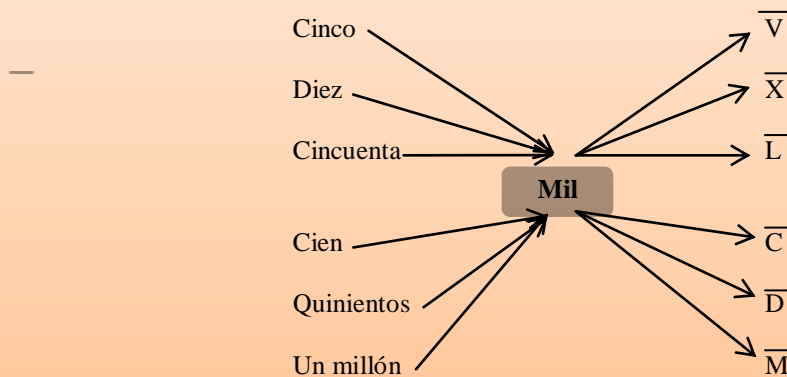 Cinco V̅
Diez X̅
Cincuenta L̅
Mil
Cien C̅
Quinientos D̅
Un millón M̅